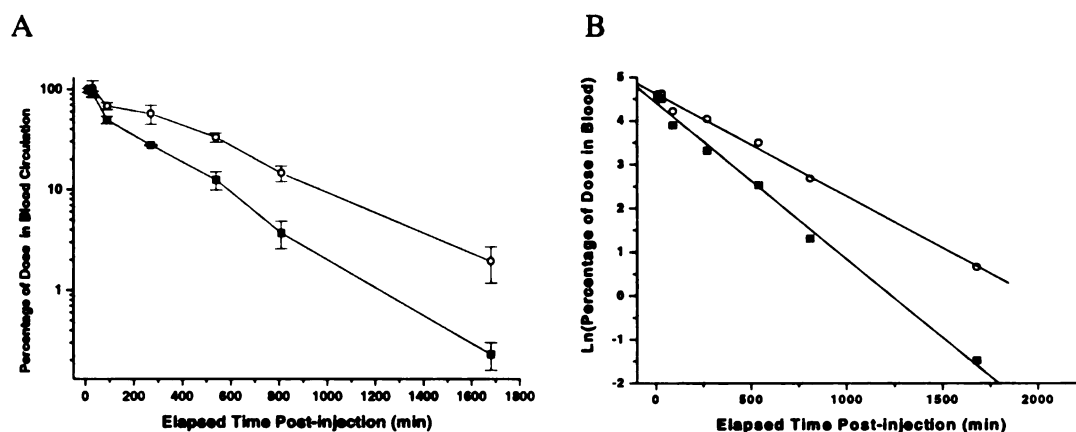 A
B
Percentage of Dose in Blood Circulation
100
10
1
0 200 400 600 800 1000 1200 1400 1600 1800
Elapsed Time Post-injection (min)
Ln(Percentage of Dose in Blood)
5
4
3
2
1
0
-1
-2
0 500 1000 1500 2000
Elapsed Time Post-injection (min)